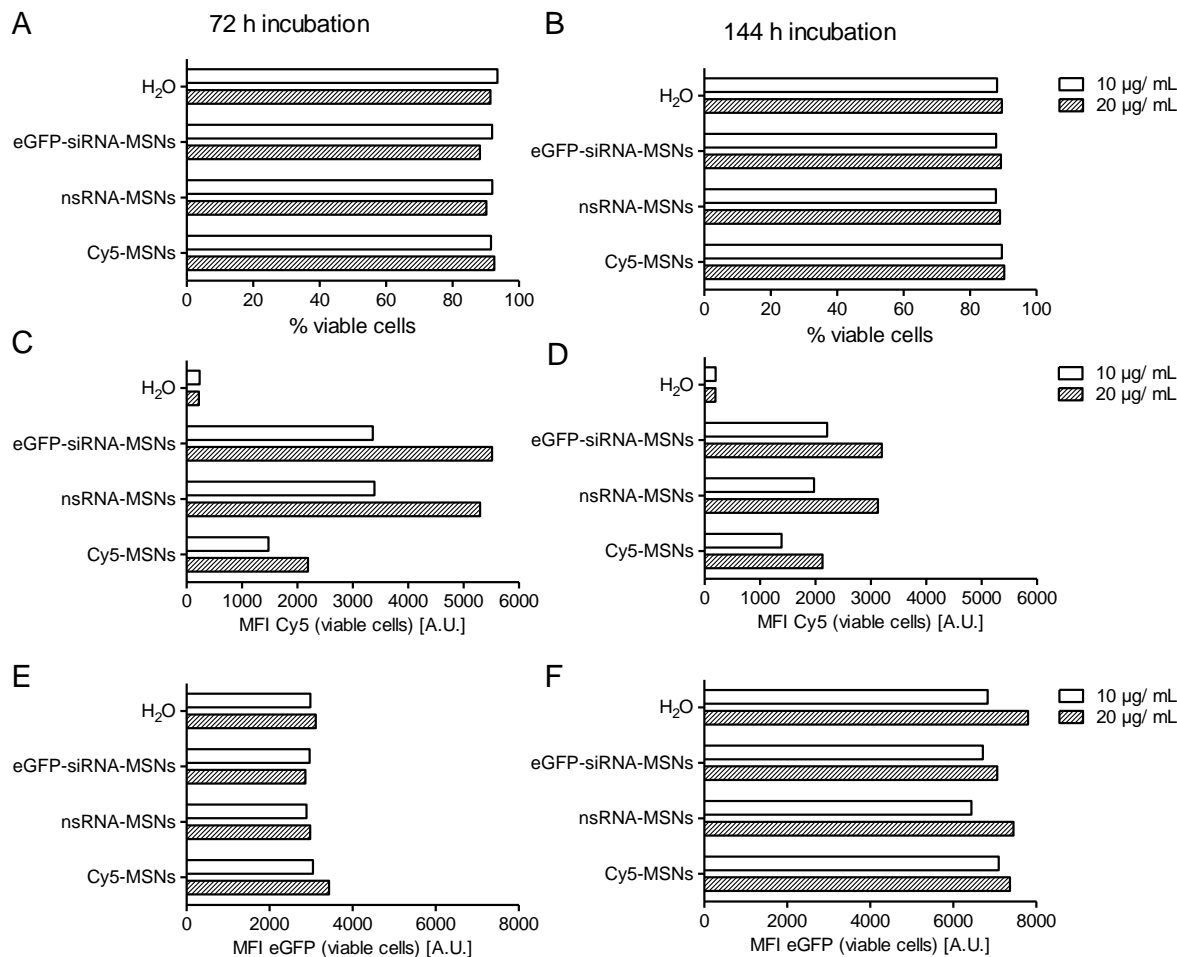 A
72 h incubation
H₂O
eGFP-siRNA-MSNs
nsRNA-MSNs
Cy5-MSNs
0 20 40 60 80 100
% viable cells
B
144 h incubation
H₂O
eGFP-siRNA-MSNs
nsRNA-MSNs
Cy5-MSNs
0 20 40 60 80 100
% viable cells
10 µg/ mL
20 µg/ mL
C
H₂O
eGFP-siRNA-MSNs
nsRNA-MSNs
Cy5-MSNs
0 1000 2000 3000 4000 5000 6000
MFI Cy5 (viable cells) [A.U.]
D
H₂O
eGFP-siRNA-MSNs
nsRNA-MSNs
Cy5-MSNs
0 1000 2000 3000 4000 5000 6000
MFI Cy5 (viable cells) [A.U.]
10 µg/ mL
20 µg/ mL
E
H₂O
eGFP-siRNA-MSNs
nsRNA-MSNs
Cy5-MSNs
0 2000 4000 6000 8000
MFI eGFP (viable cells) [A.U.]
F
H₂O
eGFP-siRNA-MSNs
nsRNA-MSNs
Cy5-MSNs
0 2000 4000 6000 8000
MFI eGFP (viable cells) [A.U.]
10 µg/ mL
20 µg/ mL